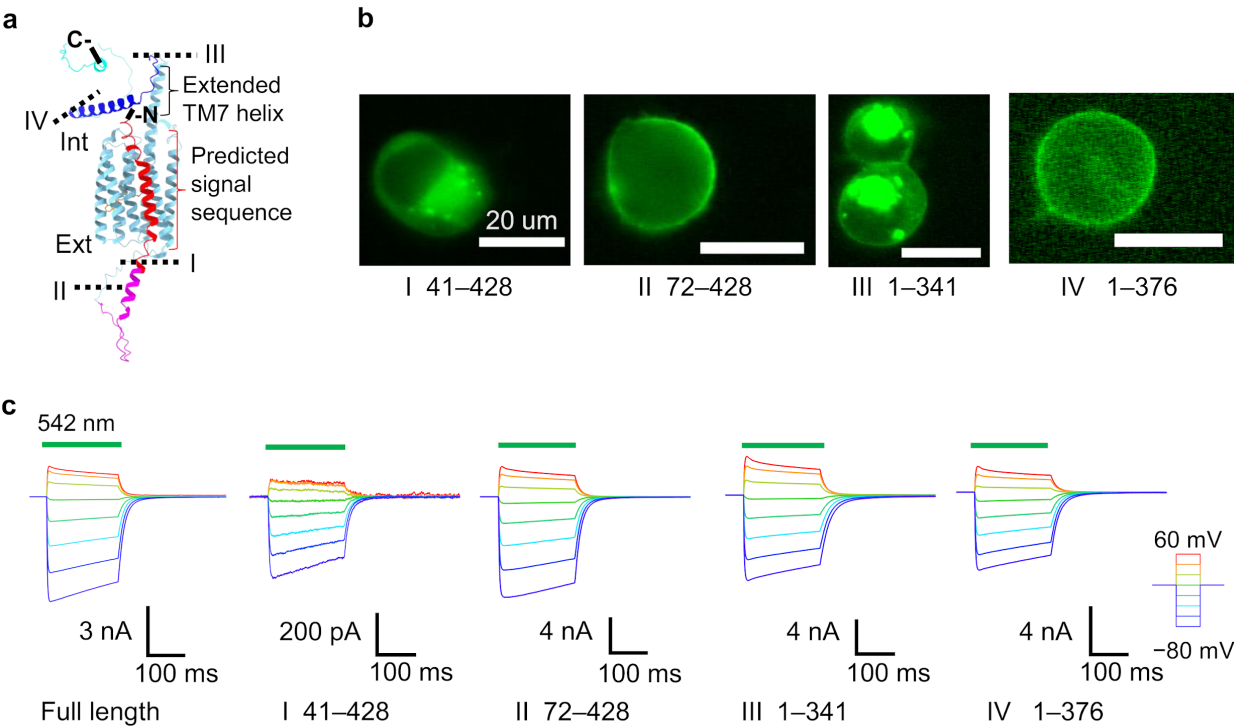 a
C-
III
Extended
TM7 helix
IV
-N
Int
Predicted
signal
sequence
Ext
I
II
b
20 um
I 41–428
II 72–428
III 1–341
IV 1–376
c
542 nm
60 mV
−80 mV
3 nA
100 ms
200 pA
100 ms
4 nA
100 ms
4 nA
100 ms
4 nA
100 ms
Full length
I 41–428
II 72–428
III 1–341
IV 1–376